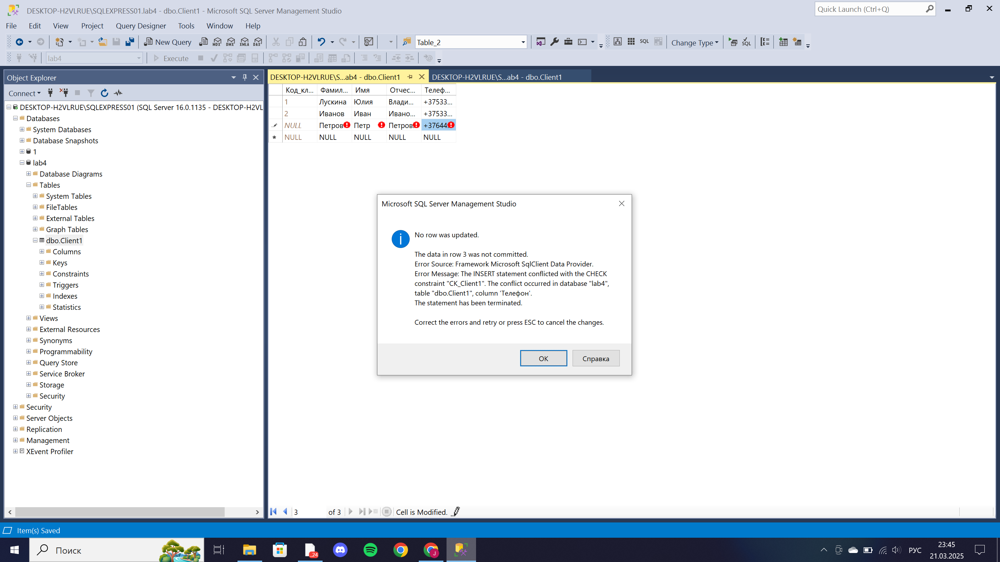 DESKTOP-H2VLRUE\SQLEXPRESS01.lab4 - dbo.Client1 - Microsoft SQL Server Management Studio
Quick Launch (Ctrl+Q)
File Edit View Project Query Designer Tools Window Help
New Query MDX DMX XMLA DAX Table_2 SQL Change Type SQL
lab4 Execute
Object Explorer
DESKTOP-H2VLRUE\S...ab4 - dbo.Client1
DESKTOP-H2VLRUE\S...ab4 - dbo.Client1
Connect
Код_кл... Фамил... Имя Отчес... Телеф...
1 Лускина Юлия Влади... +37533...
2 Иванов Иван Ивано... +37533...
NULL Петров Петр Петров +37644
NULL NULL NULL NULL NULL
DESKTOP-H2VLRUE\SQLEXPRESS01 (SQL Server 16.0.1135 - DESKTOP-H2VL
Databases
System Databases
Database Snapshots
1
lab4
Database Diagrams
Tables
System Tables
FileTables
External Tables
Graph Tables
dbo.Client1
Columns
Keys
Constraints
Triggers
Indexes
Statistics
Views
External Resources
Synonyms
Programmability
Query Store
Service Broker
Storage
Security
Security
Server Objects
Replication
Management
XEvent Profiler
Microsoft SQL Server Management Studio
No row was updated.
The data in row 3 was not committed.
Error Source: Framework Microsoft SqlClient Data Provider.
Error Message: The INSERT statement conflicted with the CHECK
constraint "CK_Client1". The conflict occurred in database "lab4",
table "dbo.Client1", column 'Телефон'.
The statement has been terminated.
Correct the errors and retry or press ESC to cancel the changes.
OK Справка
3 of 3 Cell is Modified.
Item(s) Saved
Поиск
..24
J
РУС
23:45
21.03.2025